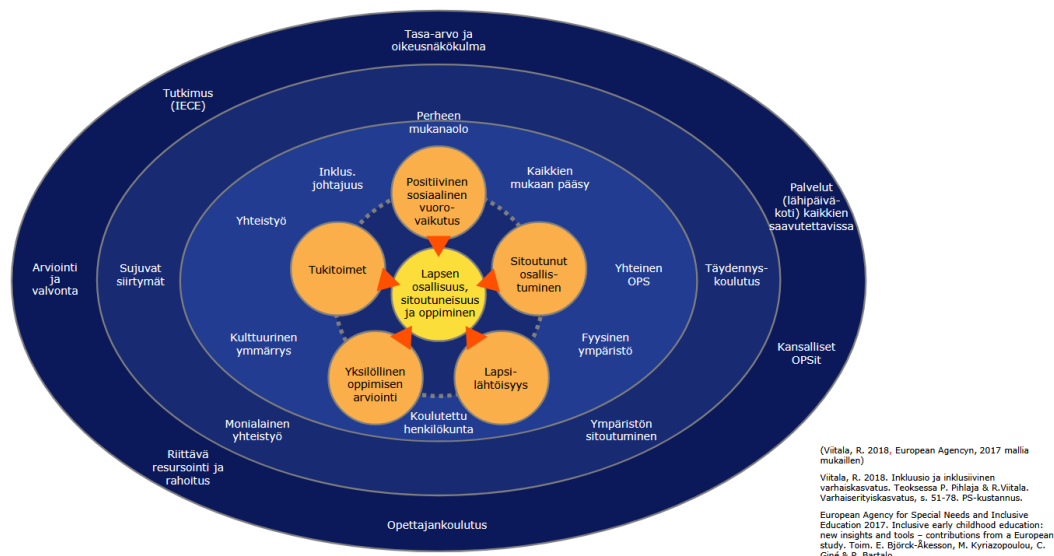 Tasa-arvo ja
oikeusnäkökulma
Tutkimus
(IECE)
Perheen
mukanaolo
Inklus.
johtajuus
Positiivinen
sosiaalinen
vuoro-
vaikutus
Kaikkien
mukaan pääsy
Palvelut
(lähipäivä-
koti) kaikkien
saavutettavissa
Yhteistyö
Arviointi
ja
valvonta
Sujuvat
siirtymät
Tukitoimet
Lapsen
osallisuus,
sitoutuneisuus
ja oppiminen
Sitoutunut
osallis-
tuminen
Yhteinen
OPS
Täydennys-
koulutus
Kulttuurinen
ymmärrys
Fyysinen
ympäristö
Kansalliset
OPSit
Yksilöllinen
oppimisen
arviointi
Lapsi-
lähtöisyys
Koulutettu
henkilökunta
Monialainen
yhteistyö
Ympäristön
sitoutuminen
Riittävä
resursointi ja
rahoitus
Opettajankoulutus
(Viitala, R. 2018, European Agencyn, 2017 mallia
mukaillen)
Viitala, R. 2018. Inkluusio ja inklusiivinen
varhaiskasvatus. Teoksessa P. Pihlaja & R.Viitala.
Varhaiserityiskasvatus, s. 51-78. PS-kustannus.
European Agency for Special Needs and Inclusive
Education 2017. Inclusive early childhood education:
new insights and tools – contributions from a European
study. Toim. E. Björck-Åkesson, M. Kyriazopoulou, C.
Giné & P. Bartalo